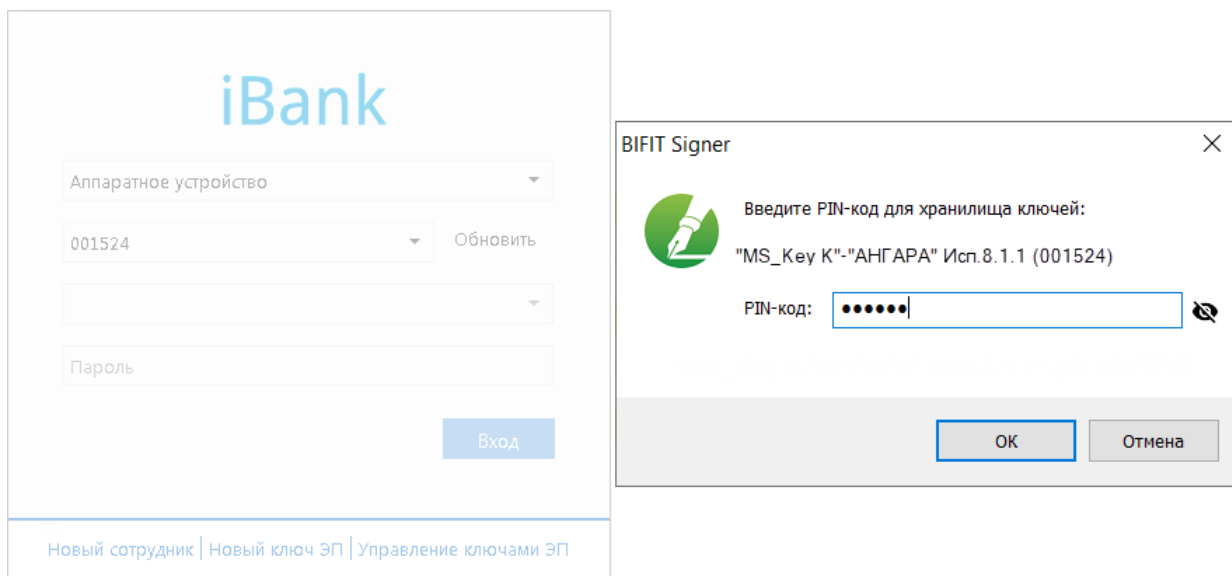 iBank
Аппаратное устройство
001524
Обновить
Пароль
Вход
Новый сотрудник | Новый ключ ЭП | Управление ключами ЭП
BIFIT Signer
Введите PIN-код для хранилища ключей:
"MS_Key K"-"АНГАРА" Исп.8.1.1 (001524)
PIN-код: ••••••
ОК
Отмена